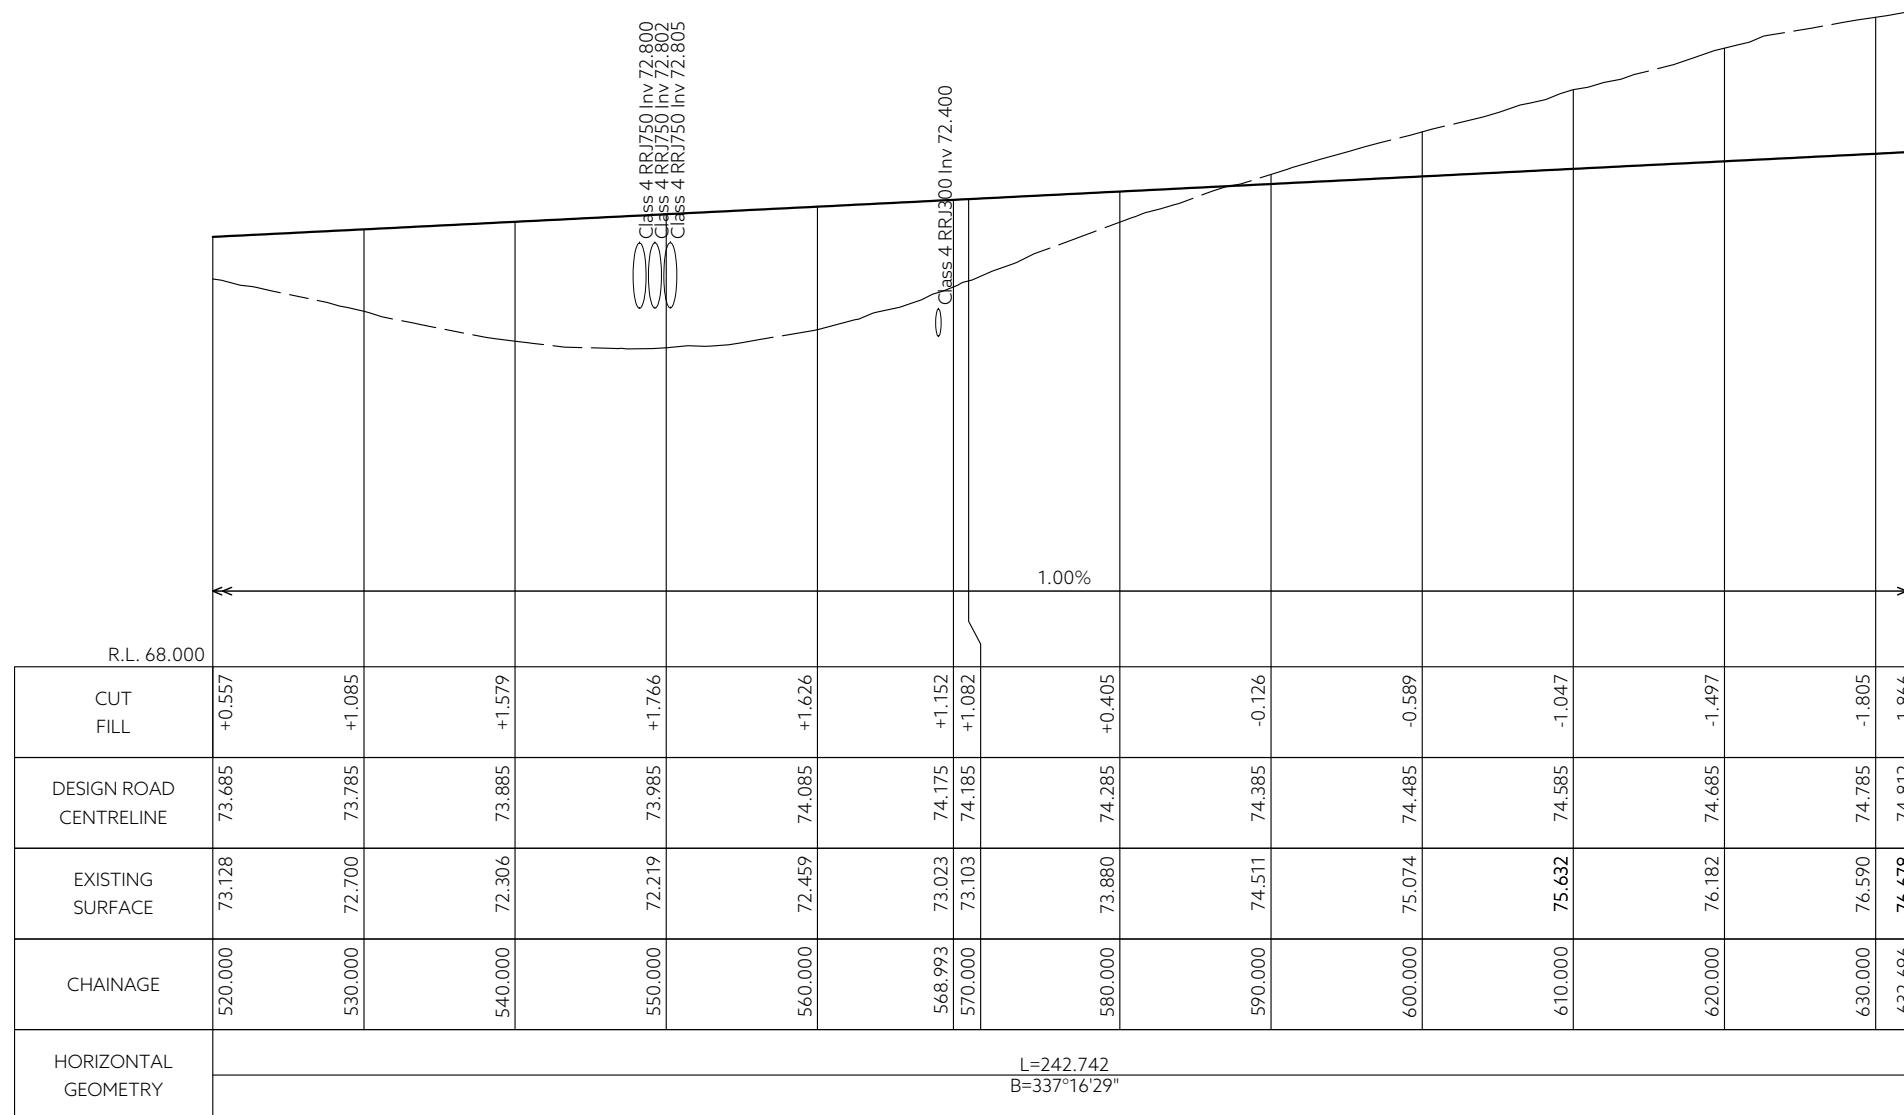 Class 4 RRJ750 Inv 72.800
Class 4 RRJ750 Inv 72.802
Class 4 RRJ750 Inv 72.805
Class 4 RRJ300 Inv 72.400
1.00%
R.L. 68.000
CUT
FILL
+0.557 +1.085 +1.579 +1.766 +1.626 +1.152 +1.082 +0.405 -0.126 -0.589 -1.047 -1.497 -1.805
DESIGN ROAD
CENTRELINE
73.685 73.785 73.885 73.985 74.085 74.175 74.185 74.285 74.385 74.485 74.585 74.685 74.785 74.812
EXISTING
SURFACE
73.128 72.700 72.306 72.219 72.459 73.023 73.103 73.880 74.511 75.074 75.632 76.182 76.590 76.678
CHAINAGE
520.000 530.000 540.000 550.000 560.000 568.993 570.000 580.000 590.000 600.000 610.000 620.000 630.000
HORIZONTAL
GEOMETRY
L=242.742
B=337°16'29"